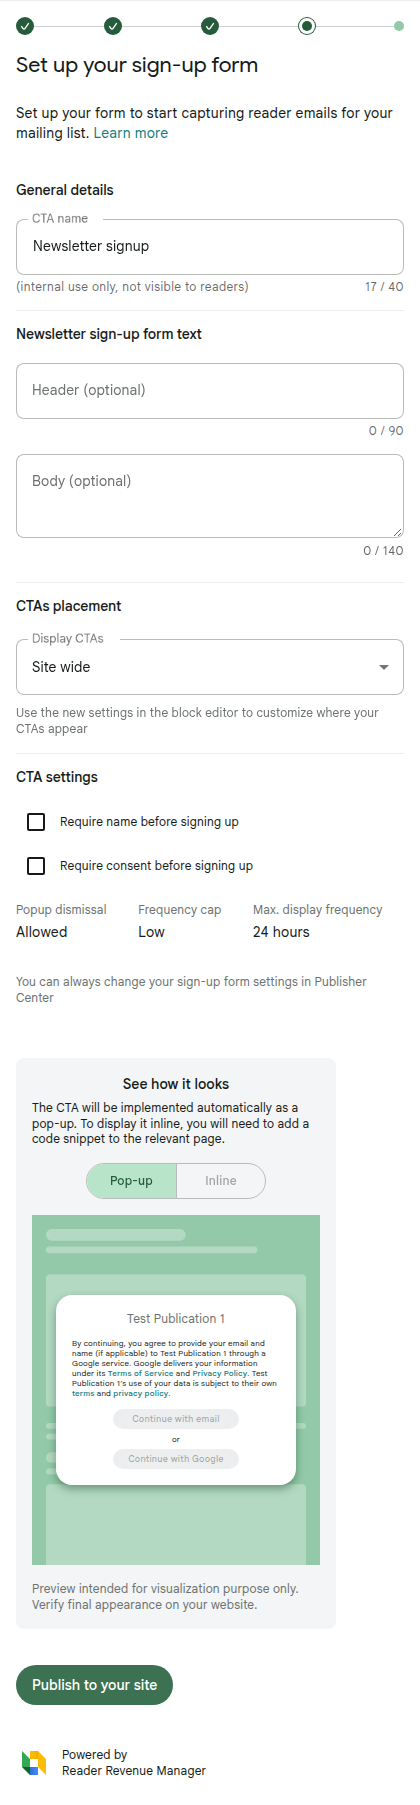 Set up your sign-up form
Set up your form to start capturing reader emails for your
mailing list. Learn more
General details
CTA name
Newsletter signup
(internal use only, not visible to readers) 17 / 40
Newsletter sign-up form text
Header (optional)
0 / 90
Body (optional)
0 / 140
CTAs placement
Display CTAs
Site wide
Use the new settings in the block editor to customize where your
CTAs appear
CTA settings
Require name before signing up
Require consent before signing up
Popup dismissal Frequency cap Max. display frequency
Allowed Low 24 hours
You can always change your sign-up form settings in Publisher
Center
See how it looks
The CTA will be implemented automatically as a
pop-up. To display it inline, you will need to add a
code snippet to the relevant page.
Pop-up Inline
Test Publication 1
By continuing, you agree to provide your email and
name (if applicable) to Test Publication 1 through a
Google service. Google delivers your information
under its Terms of Service and Privacy Policy. Test
Publication 1's use of your data is subject to their own
terms and privacy policy.
Continue with email
or
Continue with Google
Preview intended for visualization purpose only.
Verify final appearance on your website.
Publish to your site
Powered by
Reader Revenue Manager